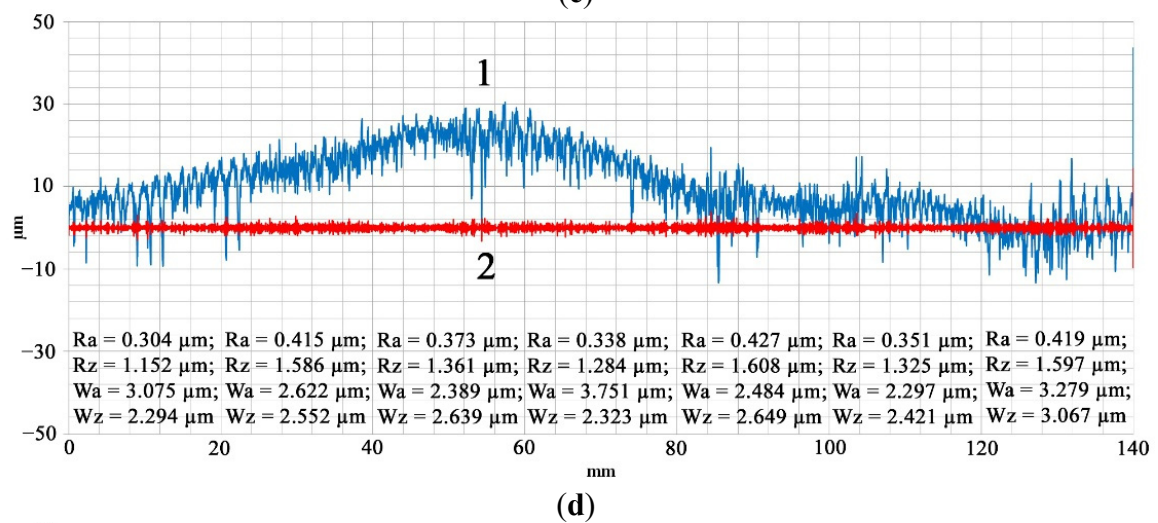 (c)
50
30
10
−10
−30
−50
μm
1
2
Ra = 0.304 μm; Ra = 0.415 μm; Ra = 0.373 μm; Ra = 0.338 μm; Ra = 0.427 μm; Ra = 0.351 μm; Ra = 0.419 μm;
Rz = 1.152 μm; Rz = 1.586 μm; Rz = 1.361 μm; Rz = 1.284 μm; Rz = 1.608 μm; Rz = 1.325 μm; Rz = 1.597 μm;
Wa = 3.075 μm; Wa = 2.622 μm; Wa = 2.389 μm; Wa = 3.751 μm; Wa = 2.484 μm; Wa = 2.297 μm; Wa = 3.279 μm;
Wz = 2.294 μm Wz = 2.552 μm Wz = 2.639 μm Wz = 2.323 μm Wz = 2.649 μm Wz = 2.421 μm Wz = 3.067 μm
0 20 40 60 80 100 120 140
mm
(d)